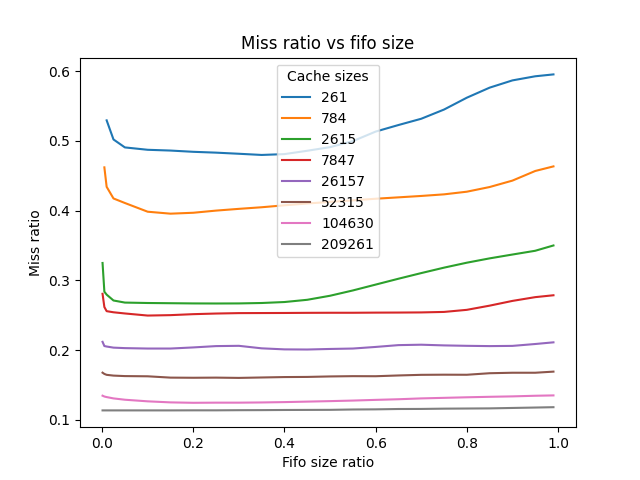 Miss ratio vs fifo size
Cache sizes
261
784
2615
7847
26157
52315
104630
209261
Miss ratio
0.6
0.5
0.4
0.3
0.2
0.1
0.0 0.2 0.4 0.6 0.8 1.0
Fifo size ratio